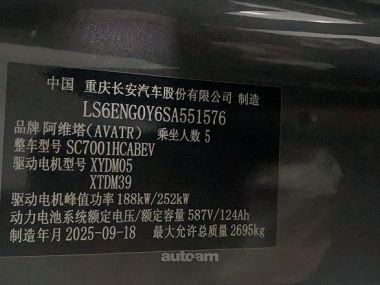 中国 重庆长安汽车股份有限公司 制造
LS6ENG0Y6SA551576
品牌 阿维塔(AVATR) 乘坐人数 5
整车型号 SC7001HCABEV
驱动电机型号 XYDM05
XTDM39
驱动电机峰值功率 188kW/252kW
动力电池系统额定电压/额定容量 587V/124Ah
制造年月 2025-09-18 最大允许总质量 2695kg
autoam